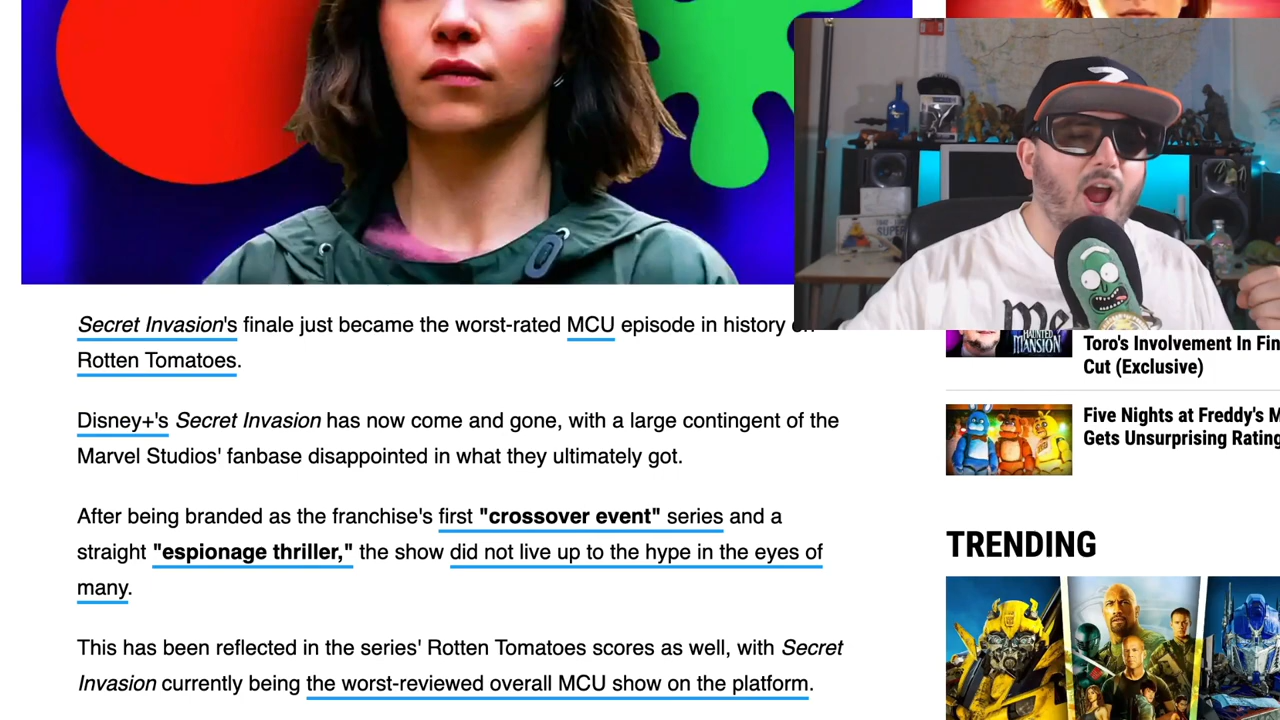 Secret Invasion's finale just became the worst-rated MCU episode in history
Rotten Tomatoes.
Disney+'s Secret Invasion has now come and gone, with a large contingent of the
Marvel Studios' fanbase disappointed in what they ultimately got.
After being branded as the franchise's first "crossover event" series and a
straight "espionage thriller," the show did not live up to the hype in the eyes of
many.
This has been reflected in the series' Rotten Tomatoes scores as well, with Secret
Invasion currently being the worst-reviewed overall MCU show on the platform.
SUPER
HAUNTED
MANSION
Toro's Involvement In Fin
Cut (Exclusive)
Five Nights at Freddy's M
Gets Unsurprising Rating
TRENDING